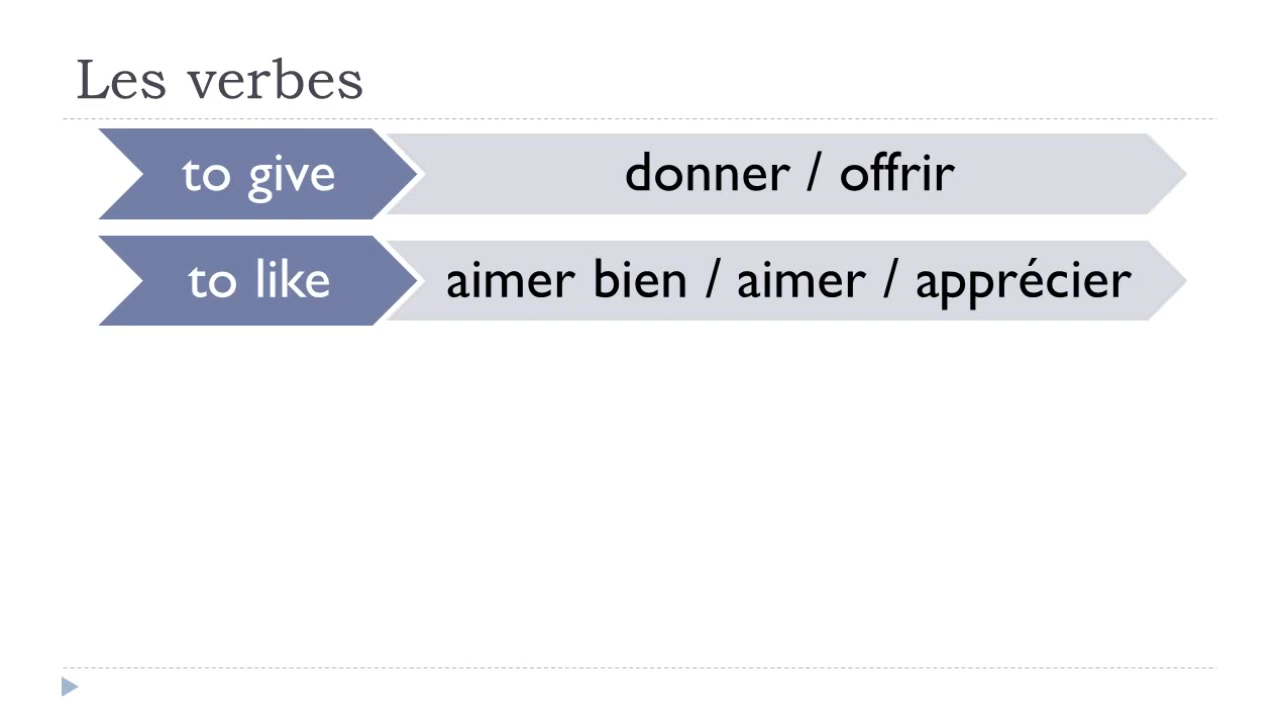 Les verbes
to give donner / offrir
to like aimer bien / aimer / apprécier